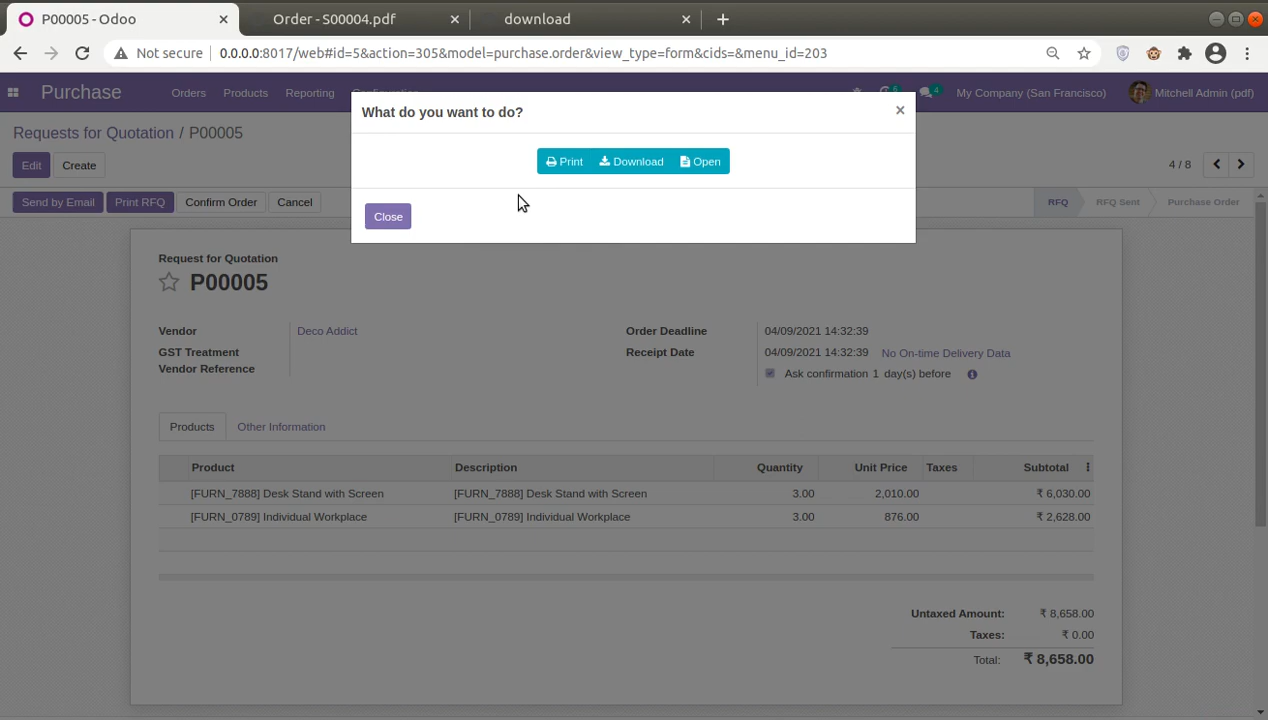 P00005 - Odoo
Order - S00004.pdf
download
Not secure
0.0.0.0:8017/web#id=5&action=305&model=purchase.order&view_type=form&cids=&menu_id=203
Purchase
Orders
Products
Reporting
Configuration
4
My Company (San Francisco)
Mitchell Admin (pdf)
What do you want to do?
×
Requests for Quotation / P00005
Edit
Create
4 / 8
Print
Download
Open
Send by Email
Print RFQ
Confirm Order
Cancel
Close
RFQ
RFQ Sent
Purchase Order
Request for Quotation
P00005
Vendor
Deco Addict
GST Treatment
Vendor Reference
Order Deadline
04/09/2021 14:32:39
Receipt Date
04/09/2021 14:32:39
No On-time Delivery Data
Ask confirmation 1 day(s) before
Products
Other Information
Product Description Quantity Unit Price Taxes Subtotal
[FURN_7888] Desk Stand with Screen [FURN_7888] Desk Stand with Screen 3.00 2,010.00 ₹ 6,030.00
[FURN_0789] Individual Workplace [FURN_0789] Individual Workplace 3.00 876.00 ₹ 2,628.00
Untaxed Amount: ₹ 8,658.00
Taxes: ₹ 0.00
Total: ₹ 8,658.00